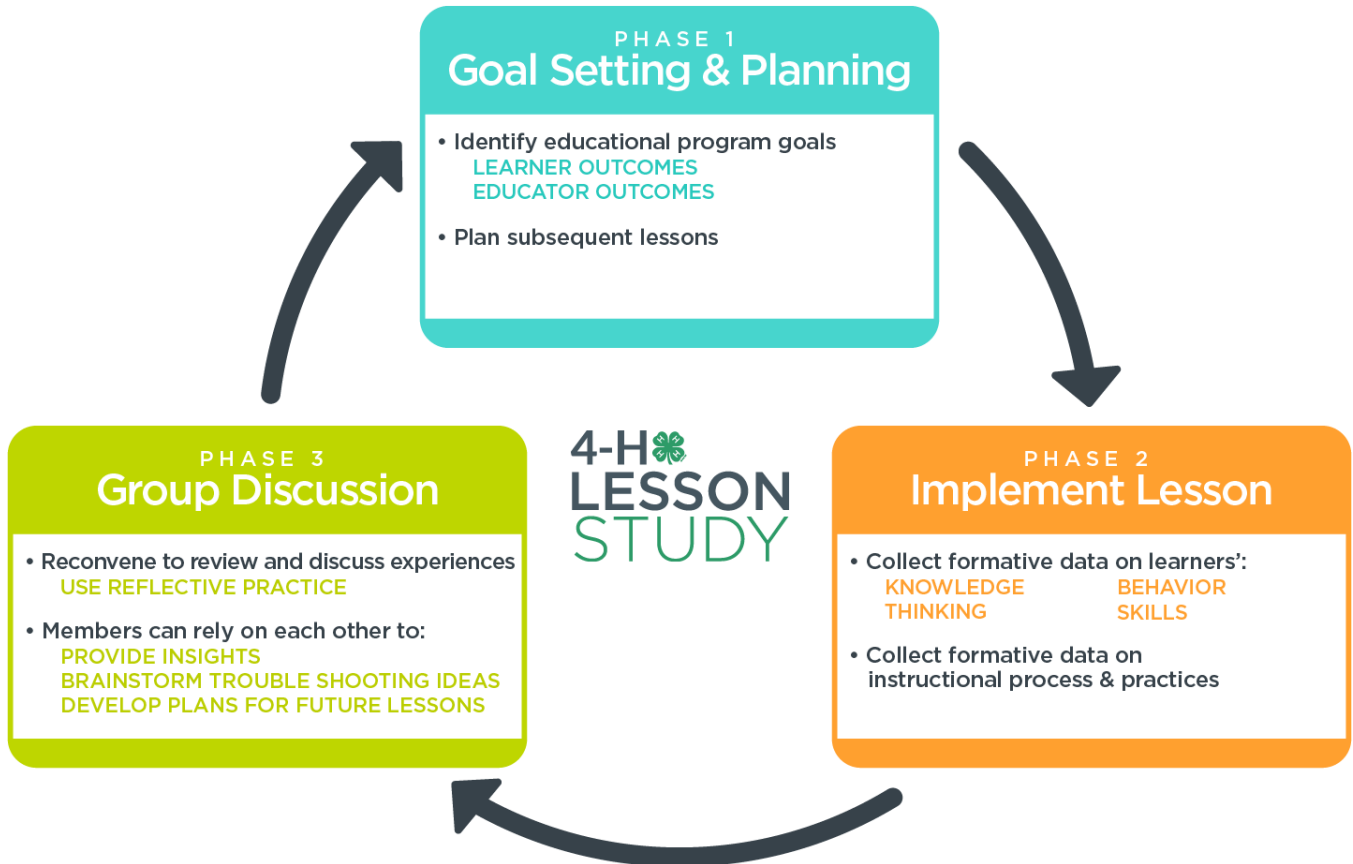 PHASE 1
Goal Setting & Planning
• Identify educational program goals
LEARNER OUTCOMES
EDUCATOR OUTCOMES
• Plan subsequent lessons
PHASE 3
Group Discussion
• Reconvene to review and discuss experiences
USE REFLECTIVE PRACTICE
• Members can rely on each other to:
PROVIDE INSIGHTS
BRAINSTORM TROUBLE SHOOTING IDEAS
DEVELOP PLANS FOR FUTURE LESSONS
4-H
LESSON
STUDY
PHASE 2
Implement Lesson
• Collect formative data on learners’:
KNOWLEDGE BEHAVIOR
THINKING SKILLS
• Collect formative data on
instructional process & practices